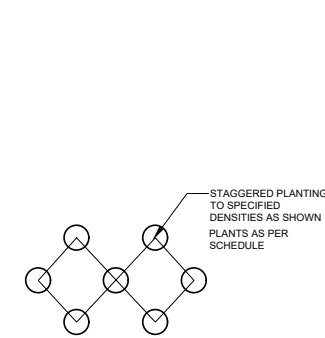 STAGGERED PLANTING
TO SPECIFIED
DENSITIES AS SHOWN
PLANTS AS PER
SCHEDULE